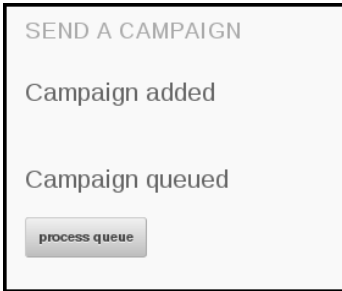 SEND A CAMPAIGN
Campaign added
Campaign queued
process queue